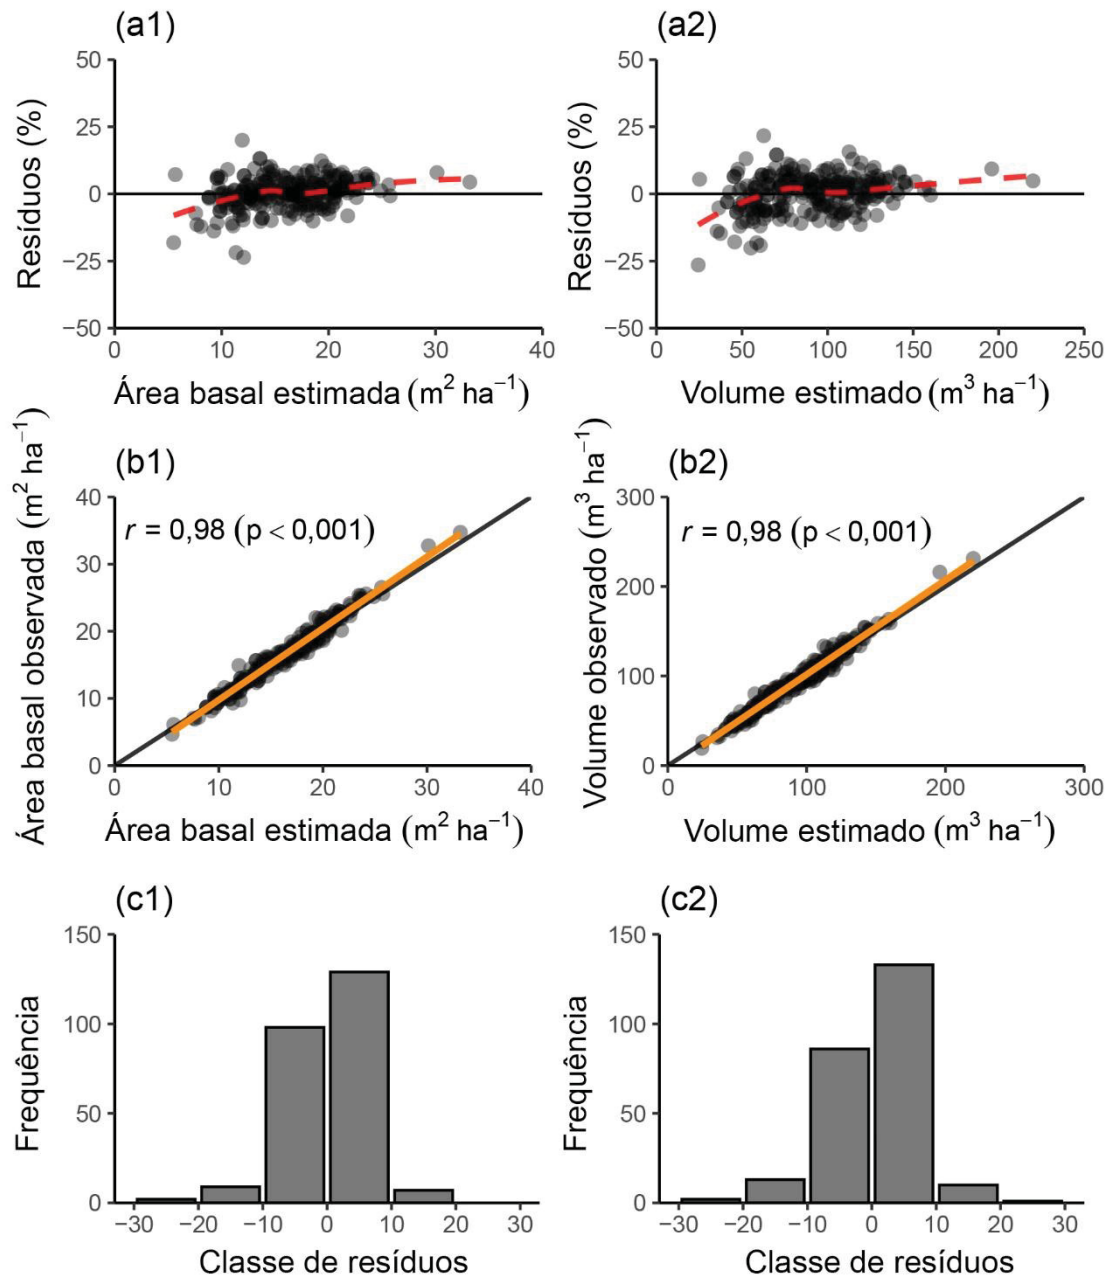 (a1)
Resíduos (%)
50
25
0
−25
−50
0 10 20 30 40
Área basal estimada (m² ha⁻¹)
(a2)
Resíduos (%)
50
25
0
−25
−50
0 50 100 150 200 250
Volume estimado (m³ ha⁻¹)
(b1)
Área basal observada (m² ha⁻¹)
r = 0,98 (p < 0,001)
40
30
20
10
0
0 10 20 30 40
Área basal estimada (m² ha⁻¹)
(b2)
Volume observado (m³ ha⁻¹)
r = 0,98 (p < 0,001)
300
200
100
0
0 100 200 300
Volume estimado (m³ ha⁻¹)
(c1)
Frequência
150
100
50
0
−30 −20 −10 0 10 20 30
Classe de resíduos
(c2)
Frequência
150
100
50
0
−30 −20 −10 0 10 20 30
Classe de resíduos